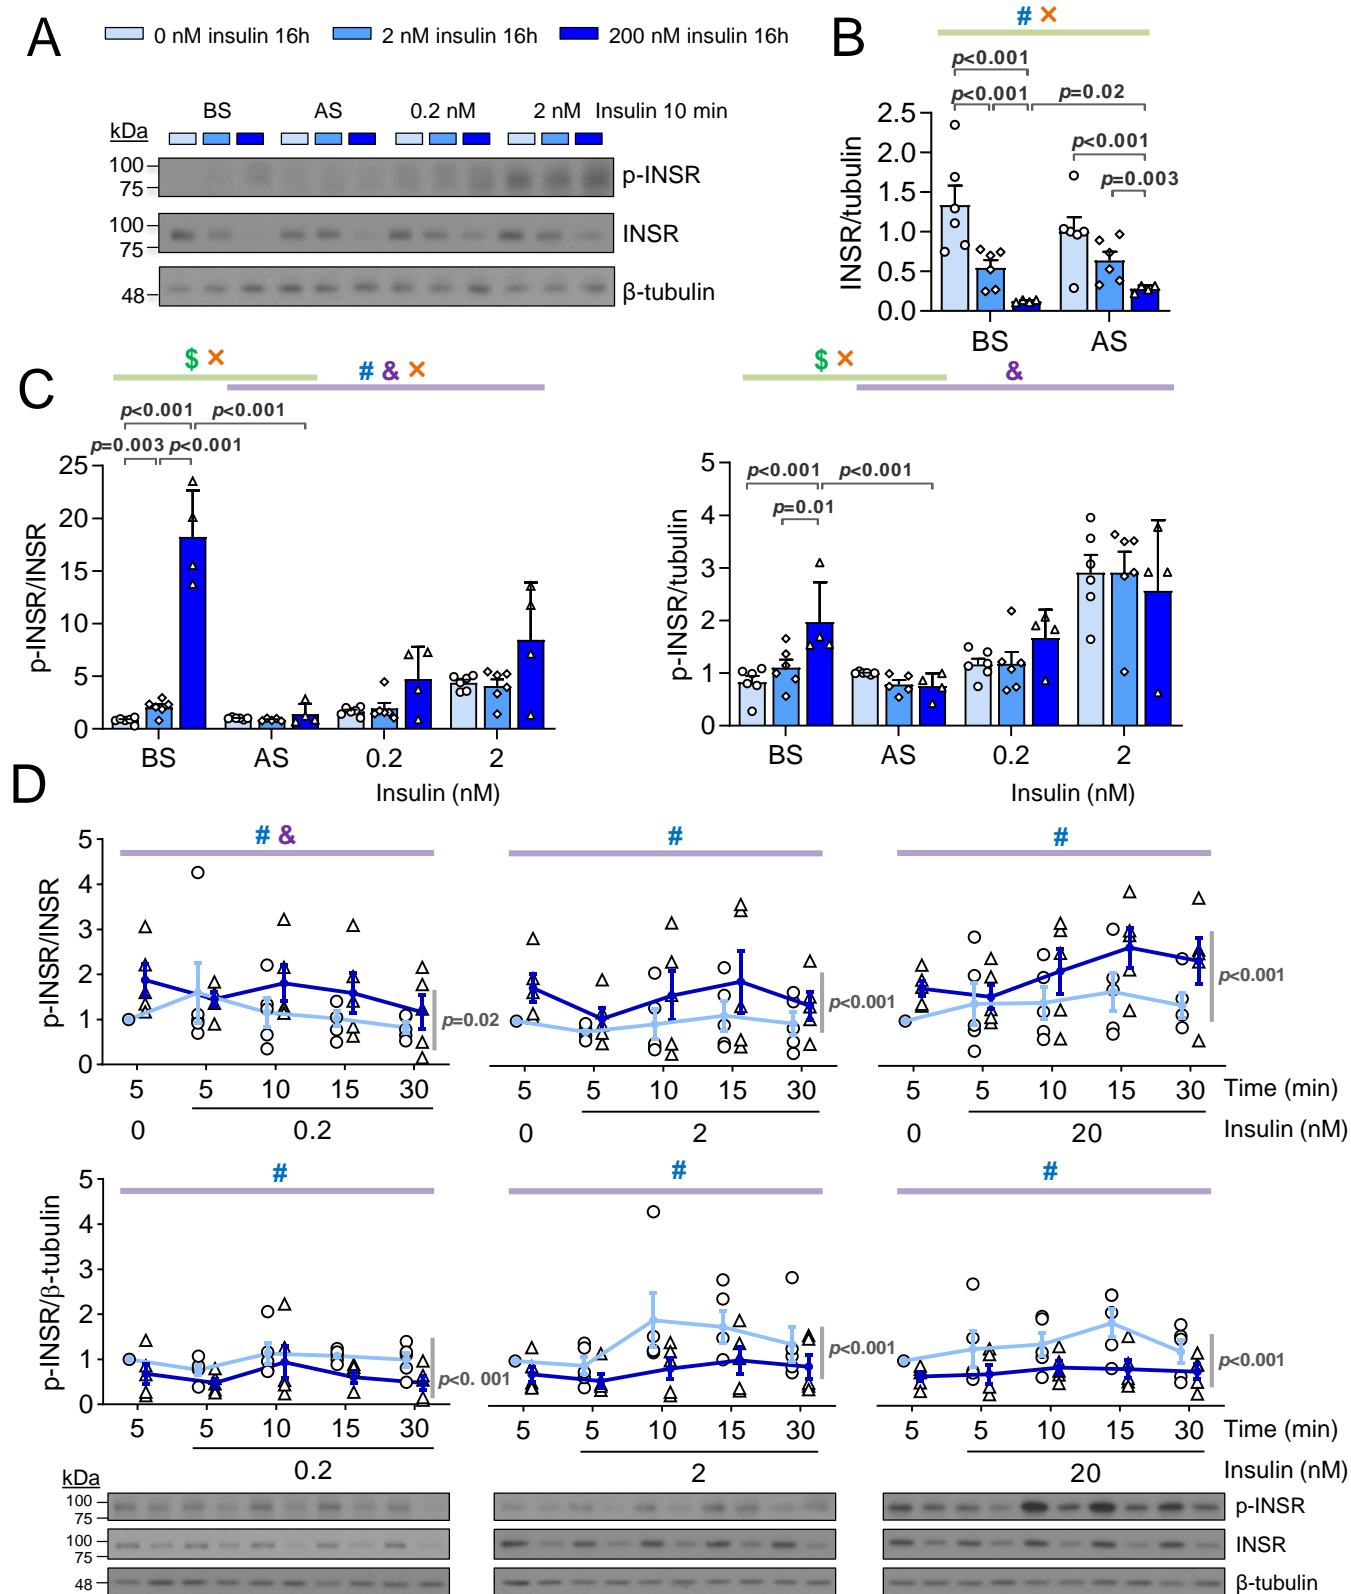 A
0 nM insulin 16h 2 nM insulin 16h 200 nM insulin 16h
BS AS 0.2 nM 2 nM Insulin 10 min
kDa
100
75
p-INSR
100
75
INSR
48
β-tubulin
B
# ×
p<0.001
p<0.001 p=0.02
p<0.001
p=0.003
INSR/tubulin
2.5
2.0
1.5
1.0
0.5
0.0
BS AS
C
$ ×
# & ×
p<0.001 p<0.001
p=0.003 p<0.001
p-INSR/INSR
25
20
15
10
5
0
BS AS 0.2 2
Insulin (nM)
$ ×
&
p<0.001 p<0.001
p=0.01
p-INSR/tubulin
5
4
3
2
1
0
BS AS 0.2 2
Insulin (nM)
D
# & # #
p-INSR/INSR
5
4
3
2
1
0
p=0.02 p<0.001 p<0.001
5 5 10 15 30 5 5 10 15 30 5 5 10 15 30 Time (min)
0 0.2 0 2 0 20 Insulin (nM)
# # #
p-INSR/β-tubulin
5
4
3
2
1
0
p<0. 001 p<0.001 p<0.001
5 5 10 15 30 5 5 10 15 30 5 5 10 15 30 Time (min)
0.2 2 20 Insulin (nM)
kDa
100
75
p-INSR
100
75
INSR
48
β-tubulin